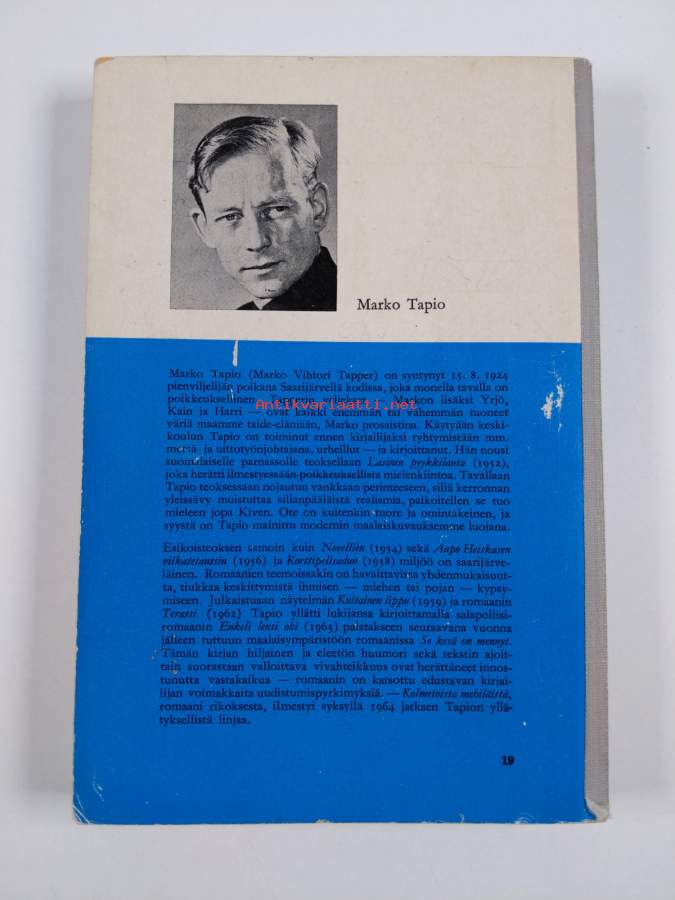 Marko Tapio
Marko Tapio (Marko Vihtori Tapper) on syntynyt 15. 8. 1924
pienviljelijän poikana Saarijärvellä kodissa, joka monella tavalla on
poikkeuksellinen. Tapperin veljekset — Markon lisäksi Yrjö,
Kain ja Harri — ovat kaikki enemmän tai vähemmän tuoneet
väriä maamme taide-elämään, Marko prosaistina. Käytyään keski-
koulun Tapio on toiminut ennen kirjailijaksi ryhtymistään mm.
metsä- ja uittotyönjohtajana, urheillut — ja kirjoittanut. Hän nousi
suomalaiselle parnassolle teoksellaan Lasinen pyykkilauta (1952),
joka herätti ilmestyessään poikkeuksellista mielenkiintoa. Tavallaan
Tapio teoksessaan nojautuu vankkaan perinteeseen, sillä kerronnan
yleissävy muistuttaa sillanpääläistä realismia, paikoitellen se tuo
mieleen jopa Kiven. Ote on kuitenkin tuore ja omintakeinen, ja
syystä on Tapio mainittu modernin maalaiskuvauksemme luojana.
Esikoisteoksen samoin kuin Novellien (1954) sekä Aapo Heiskasen
viikatetanssin (1956) ja Korttipelisadun (1958) miljöö on saarijärve-
läinen. Romaanien teemoissakin on havaittavissa yhdenmukaisuut-
ta, tiukkaa keskittymistä ihmisen — miehen tai pojan — kypsy-
miseen. Julkaistuaan näytelmän Kultainen lippu (1959) ja romaanin
Terassi (1962) Tapio yllätti lukijansa kirjoittamalla salapoliisi-
romaanin Enkeli lensi ohi (1963) palatakseen seuraavana vuonna
jälleen tuttuun maalaisympäristöön romaanissa Se kesä on mennyt.
Tämän kirjan hiljainen ja eleetön huumori sekä tekstin ajoit-
tain suorastaan valloittava vivahteikkuus ovat herättäneet innos-
tunutta vastakaikua — romaanin on katsottu edustavan kirjai-
lijan voimakkaita uudistumispyrkimyksiä. — Kolmetoista mehiläistä,
romaani rikoksesta, ilmestyi syksyllä 1964 jatkaen Tapion yllä-
tyksellistä linjaa.
19
Antikvariaatti.net